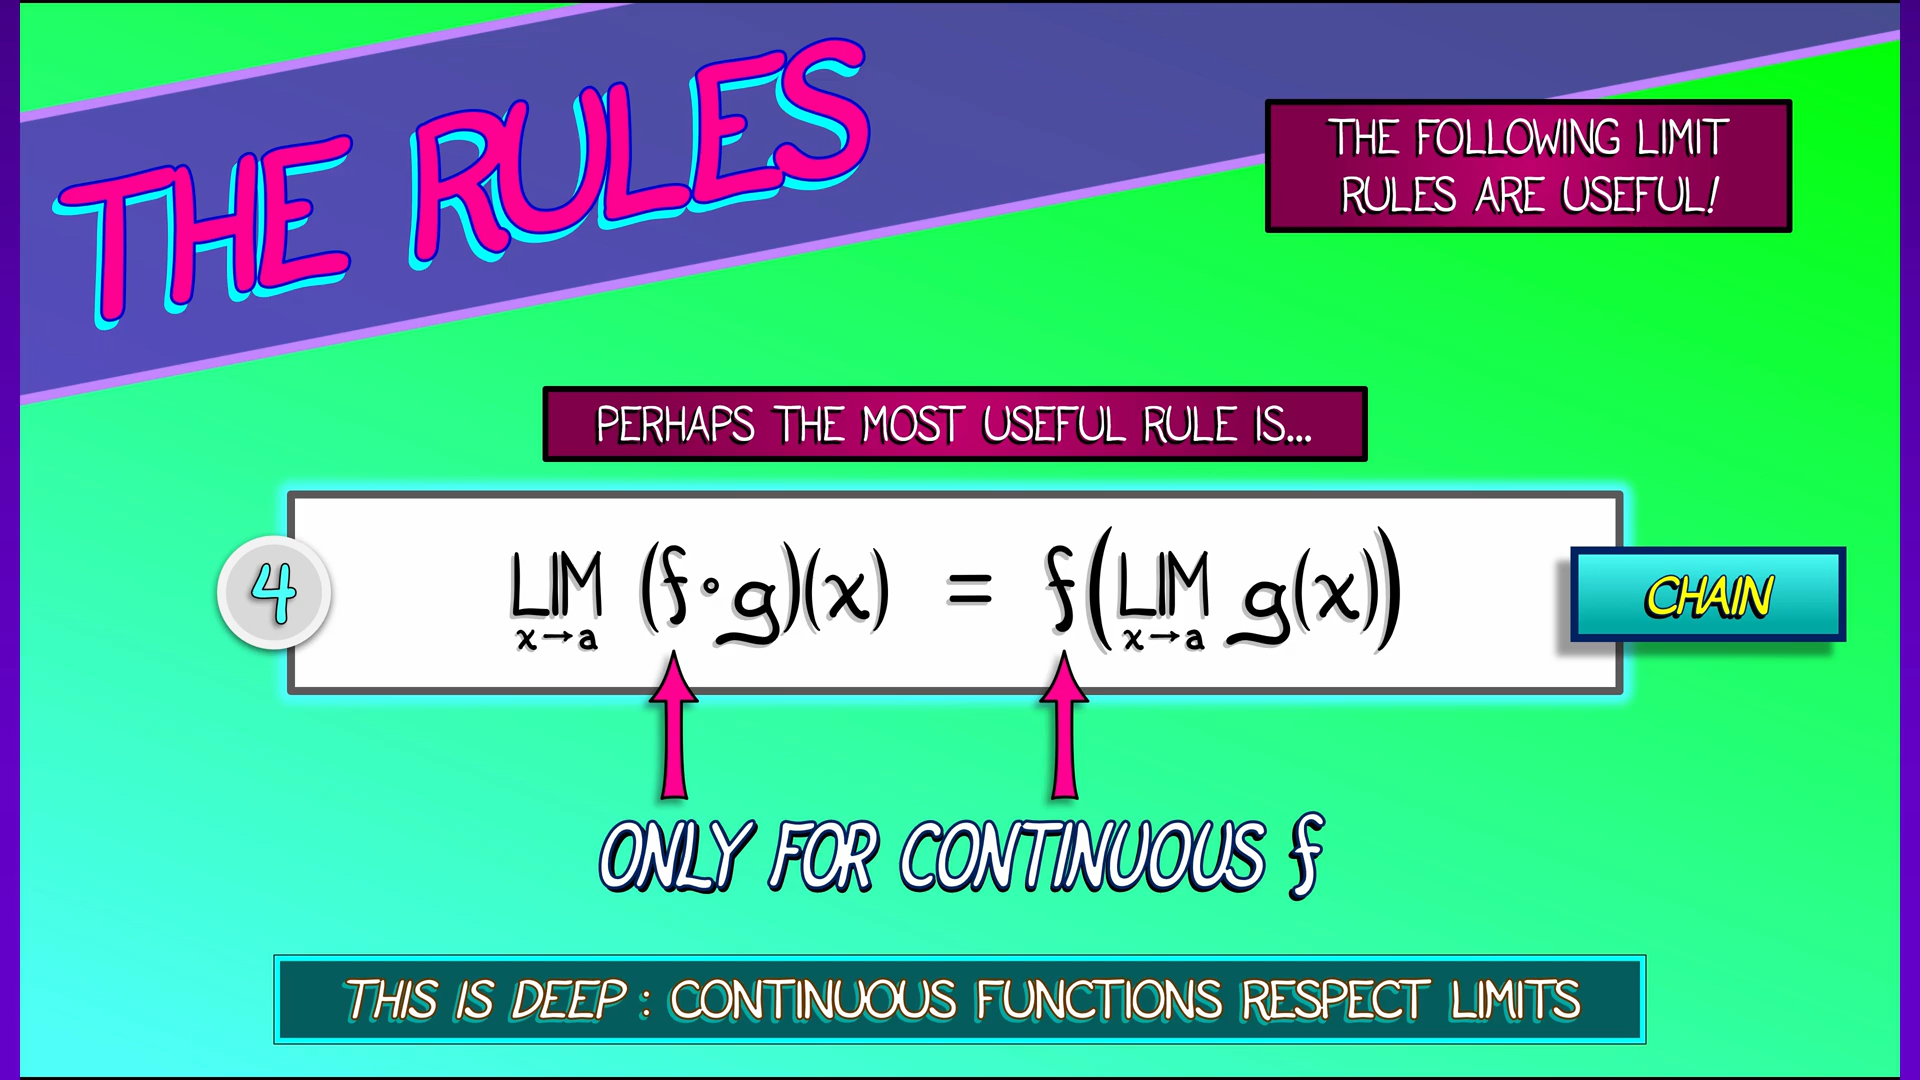 THE RULES
THE FOLLOWING LIMIT
RULES ARE USEFUL!
PERHAPS THE MOST USEFUL RULE IS...
4
LIM (f∘g)(x) = f(LIM g(x))
x→a x→a
CHAIN
ONLY FOR CONTINUOUS f
THIS IS DEEP : CONTINUOUS FUNCTIONS RESPECT LIMITS